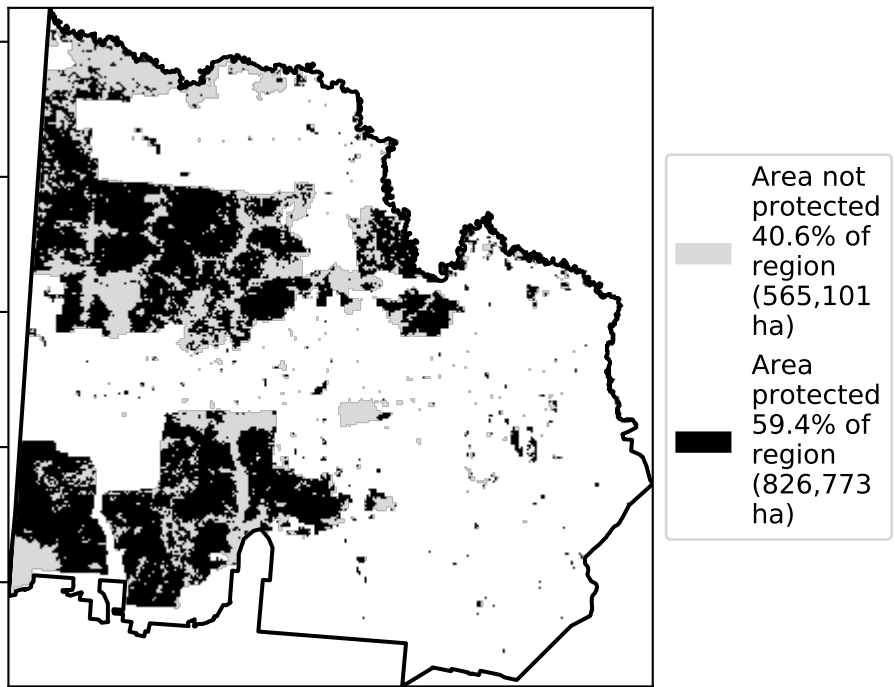 Area not
protected
40.6% of
region
(565,101
ha)
Area
protected
59.4% of
region
(826,773
ha)